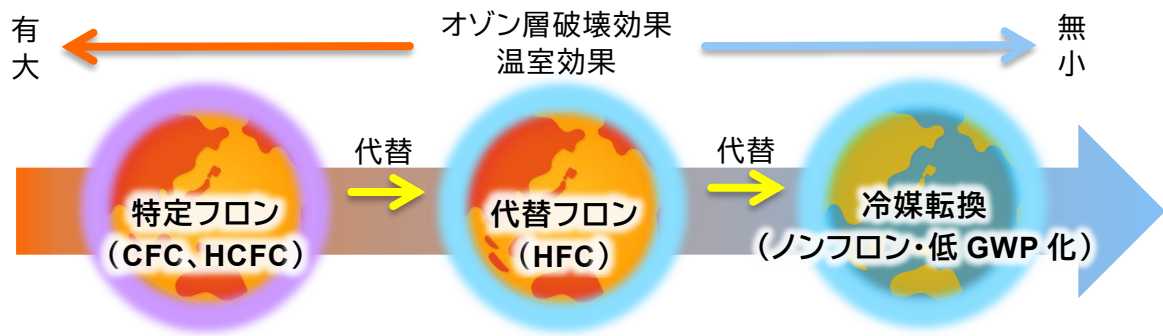 有
大
オゾン層破壊効果
温室効果
無
小
代替
代替
特定フロン
（CFC、HCFC）
代替フロン
（HFC）
冷媒転換
（ノンフロン・低 GWP 化）